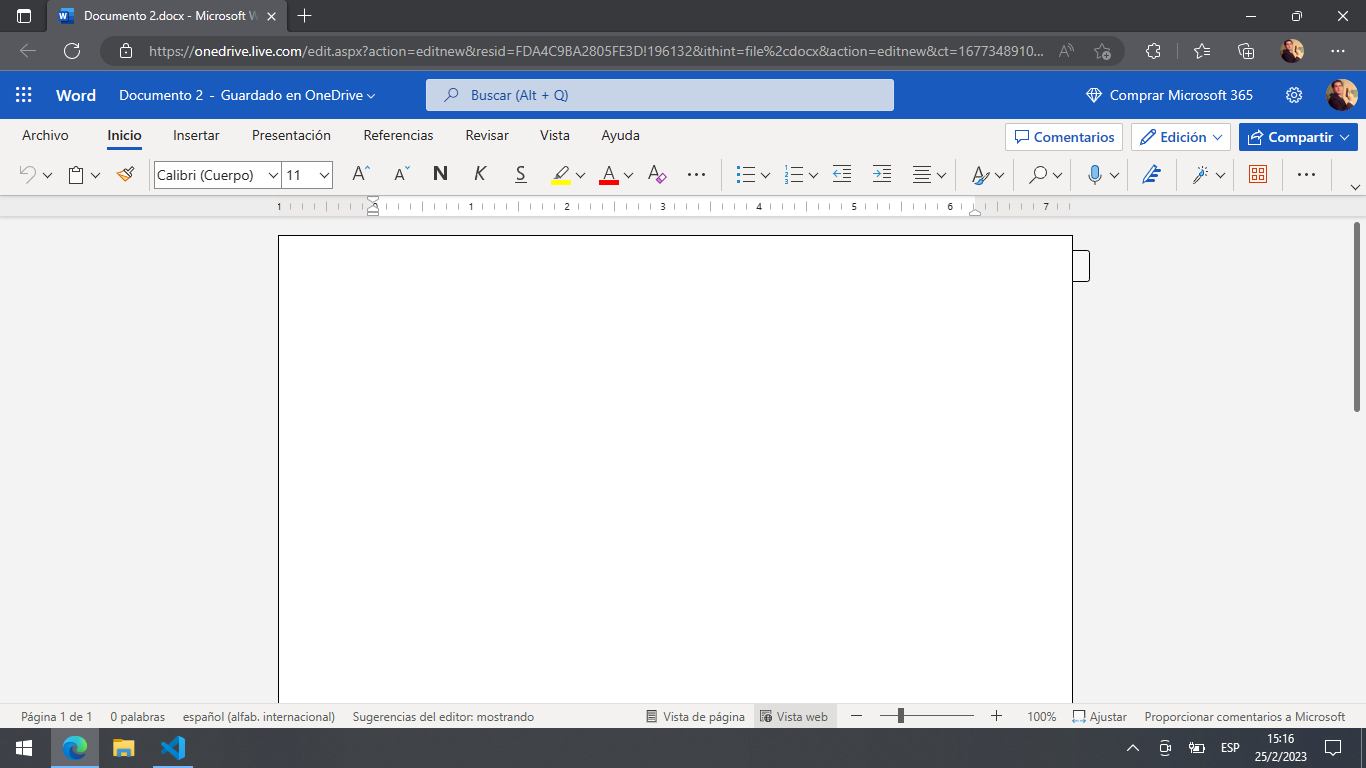 Documento 2.docx - Microsoft W
https://onedrive.live.com/edit.aspx?action=editnew&resid=FDA4C9BA2805FE3D!196132&ithint=file%2cdocx&action=editnew&ct=1677348910...
Word
Documento 2 - Guardado en OneDrive
Buscar (Alt + Q)
Comprar Microsoft 365
Archivo Inicio Insertar Presentación Referencias Revisar Vista Ayuda
Comentarios Edición Compartir
Calibri (Cuerpo) 11 A A N K S A A
1 1 2 3 4 5 6 7
Página 1 de 1 0 palabras español (alfab. internacional) Sugerencias del editor: mostrando Vista de página Vista web 100% Ajustar Proporcionar comentarios a Microsoft
ESP
15:16
25/2/2023